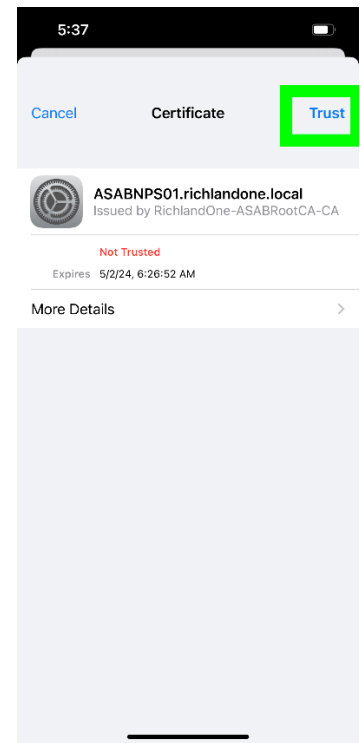 5:37
Cancel Certificate Trust
ASABNPS01.richlandone.local
Issued by RichlandOne-ASABRootCA-CA
Not Trusted
Expires 5/2/24, 6:26:52 AM
More Details